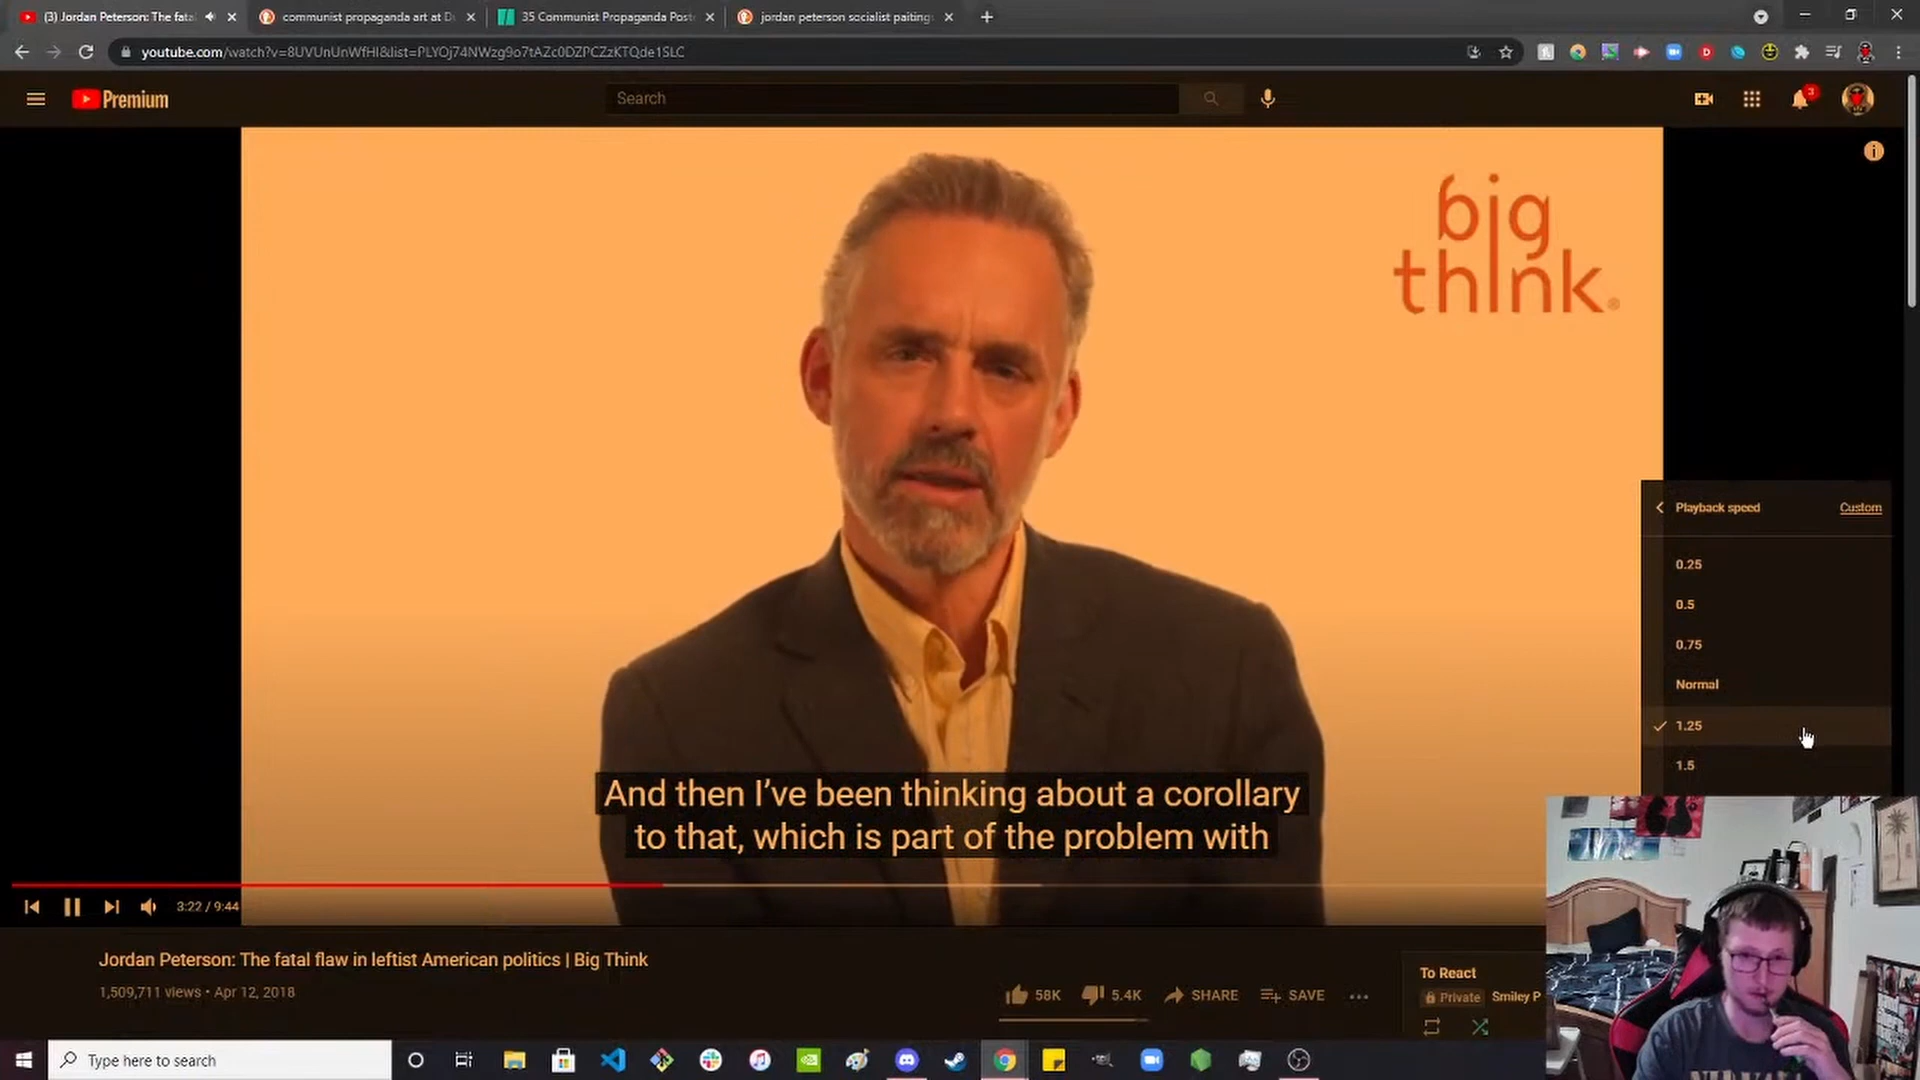 (3) Jordan Peterson: The fatal
communist propaganda art at D
35 Communist Propaganda Post
jordan peterson socialist paiting
youtube.com/watch?v=8UVUnUnWfHI&list=PLYOj74NWzg9o7tAZc0DZPCZzKTQde1SLC
Premium
Search
3
big
think
Playback speed
Custom
0.25
0.5
0.75
Normal
1.25
1.5
And then I've been thinking about a corollary
to that, which is part of the problem with
3:22 / 9:44
Jordan Peterson: The fatal flaw in leftist American politics | Big Think
1,509,711 views • Apr 12, 2018
58K
5.4K
SHARE
SAVE
To React
Private
Smiley P
Type here to search